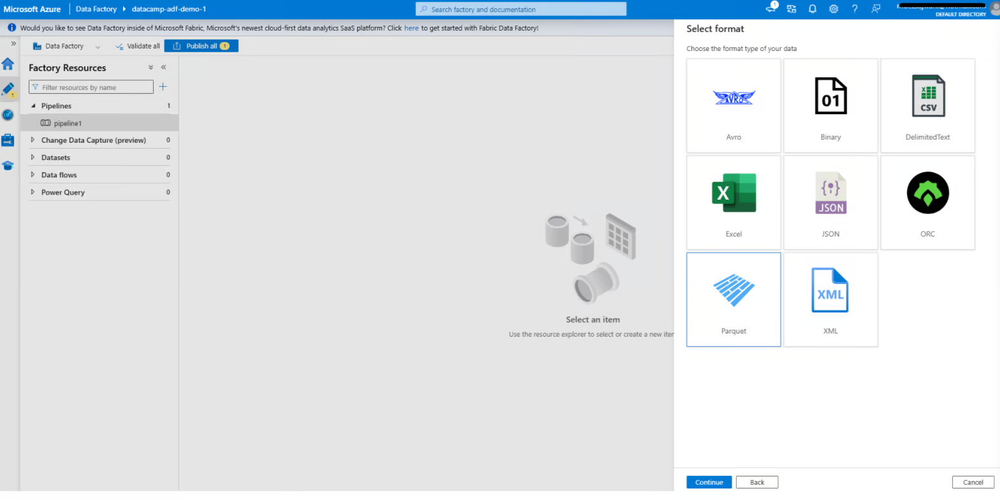 Microsoft Azure
Data Factory
datacamp-adf-demo-1
Search factory and documentation
1
DEFAULT DIRECTORY
Would you like to see Data Factory inside of Microsoft Fabric, Microsoft's newest cloud-first data analytics SaaS platform? Click here to get started with Fabric Data Factory!
Data Factory
Validate all
Publish all 1
1
Factory Resources
Filter resources by name
Pipelines 1
pipeline1
Change Data Capture (preview) 0
Datasets 0
Data flows 0
Power Query 0
Select an item
Use the resource explorer to select or create a new
Select format
Choose the format type of your data
AVRO
01
X
CSV
Avro
Binary
DelimitedText
X
{ }
JSON
Excel
JSON
ORC
XML
Parquet
XML
Continue
Back
Cancel